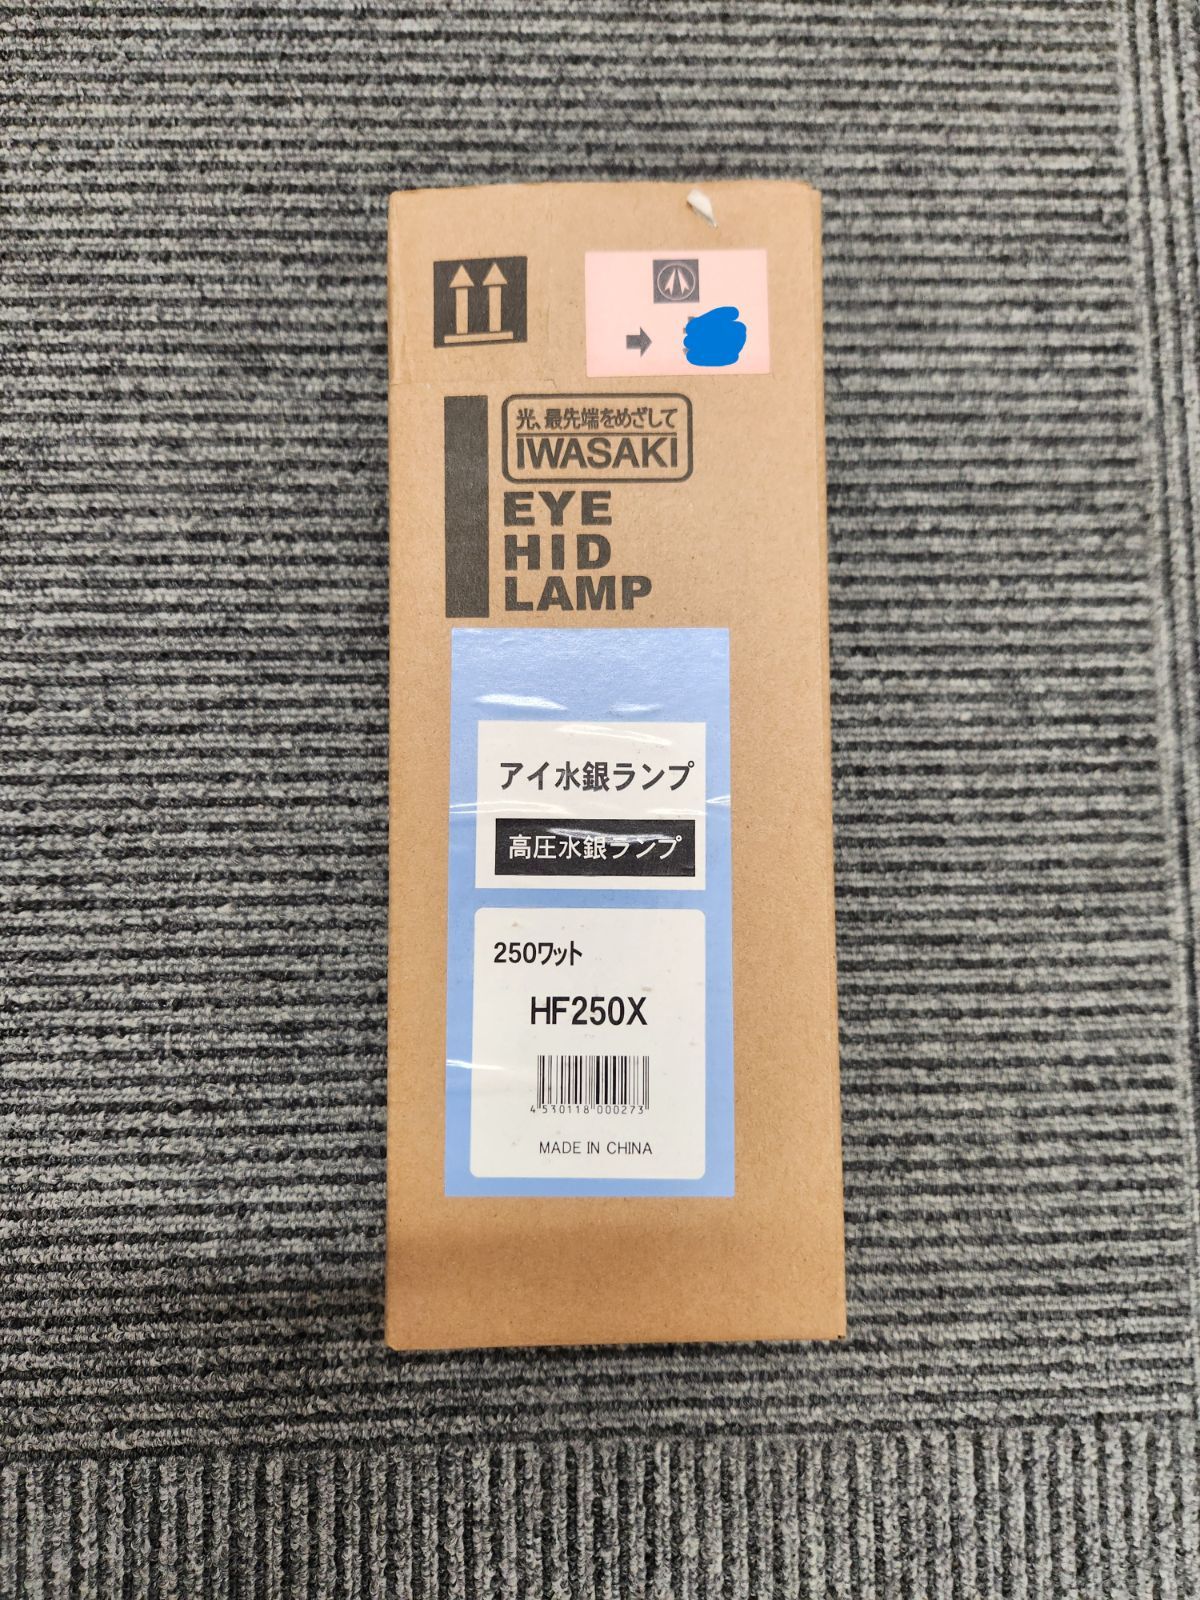 光、最先端をめざして
IWASAKI
EYE
HID
LAMP
アイ水銀ランプ
高圧水銀ランプ
250ワット
HF250X
4530118000273
MADE IN CHINA